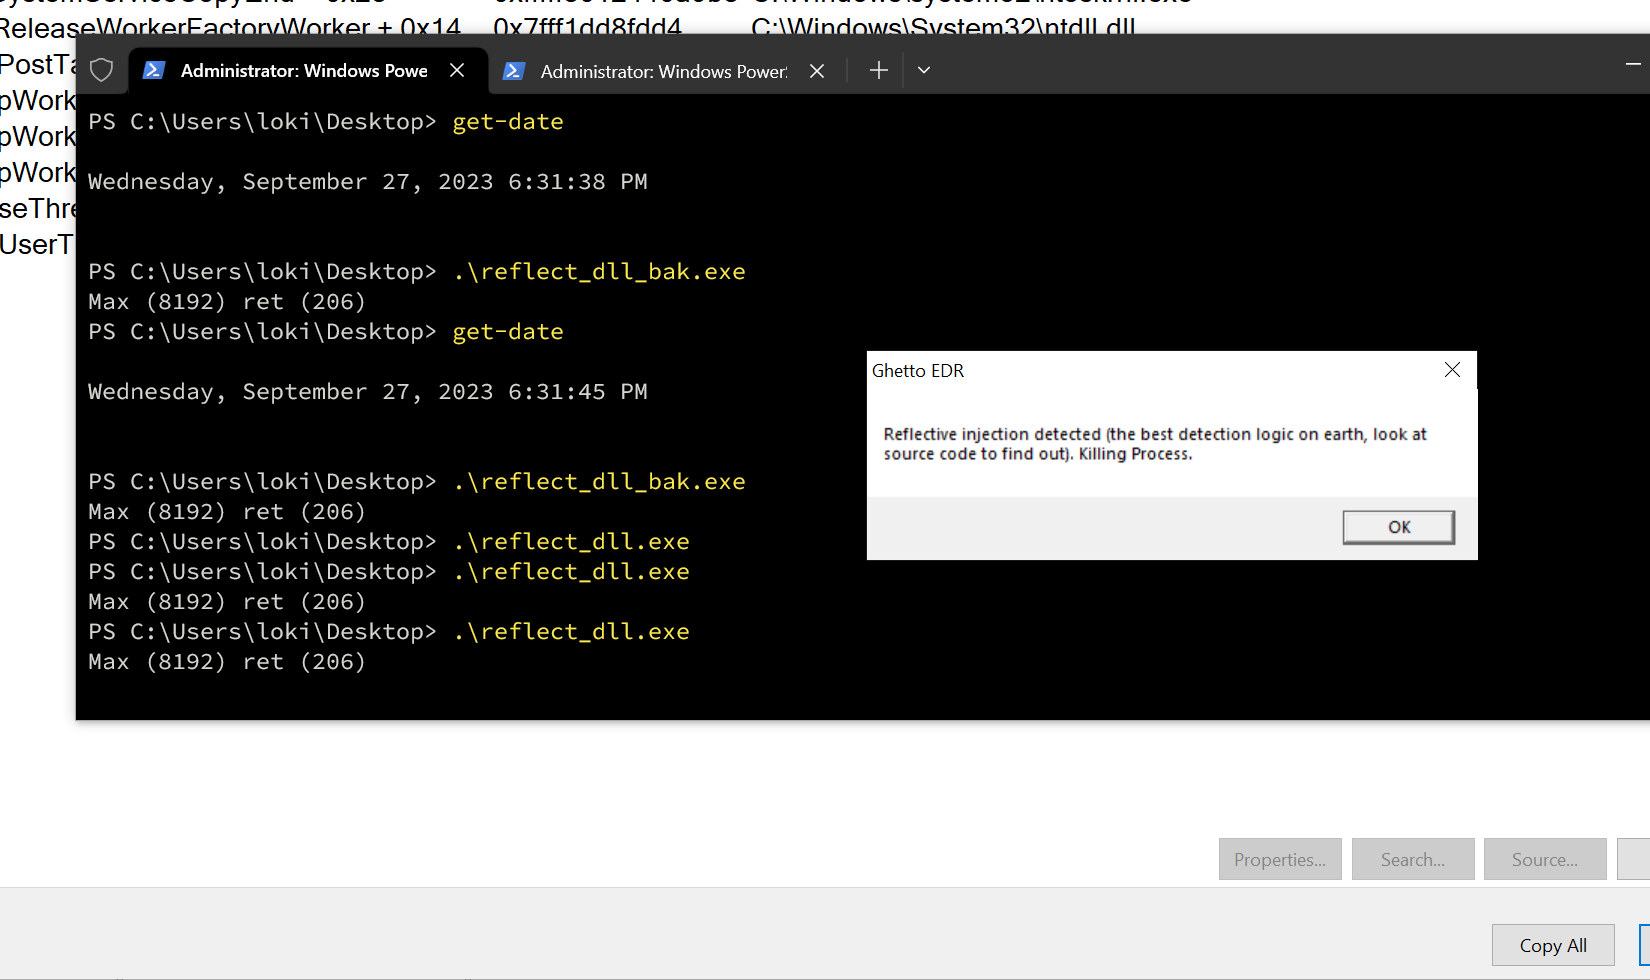 ReleaseWorkerFactoryWorker + 0x14 0x7fff1dd8fdd4 C:\Windows\System32\ntdll.dll
Administrator: Windows Powe
Administrator: Windows Power
PostTa
pWork
pWork
pWork
seThre
UserT
PS C:\Users\loki\Desktop> get-date
Wednesday, September 27, 2023 6:31:38 PM
PS C:\Users\loki\Desktop> .\reflect_dll_bak.exe
Max (8192) ret (206)
PS C:\Users\loki\Desktop> get-date
Wednesday, September 27, 2023 6:31:45 PM
PS C:\Users\loki\Desktop> .\reflect_dll_bak.exe
Max (8192) ret (206)
PS C:\Users\loki\Desktop> .\reflect_dll.exe
PS C:\Users\loki\Desktop> .\reflect_dll.exe
Max (8192) ret (206)
PS C:\Users\loki\Desktop> .\reflect_dll.exe
Max (8192) ret (206)
Ghetto EDR
Reflective injection detected (the best detection logic on earth, look at
source code to find out). Killing Process.
OK
Properties... Search... Source...
Copy All